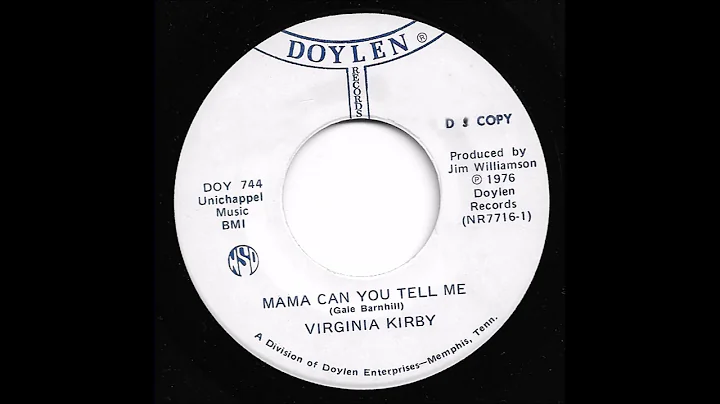 DOYLEN ®
RECORDS
D J COPY
DOY 744
Unichappel
Music
BMI
Produced by
Jim Williamson
℗ 1976
Doylen
Records
(NR7716-1)
MAMA CAN YOU TELL ME
(Gale Barnhill)
VIRGINIA KIRBY
A Division of Doylen Enterprises—Memphis, Tenn.